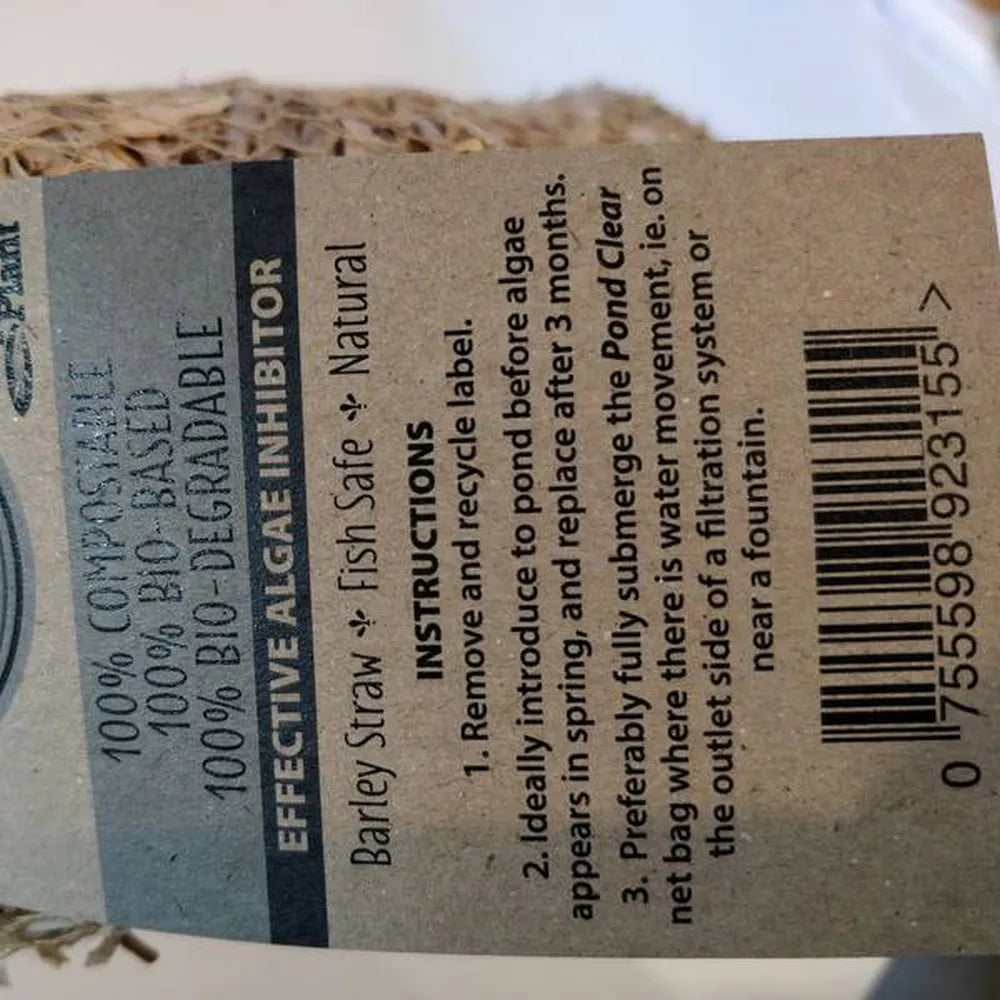 Plant
100% COMPOSTABLE
100% BIO-BASED
100% BIO-DEGRADABLE
EFFECTIVE ALGAE INHIBITOR
Barley Straw Fish Safe Natural
INSTRUCTIONS
1. Remove and recycle label.
2. Ideally introduce to pond before algae
appears in spring, and replace after 3 months.
3. Preferably fully submerge the Pond Clear
net bag where there is water movement, ie. on
the outlet side of a filtration system or
near a fountain.
0 755598 923155 >